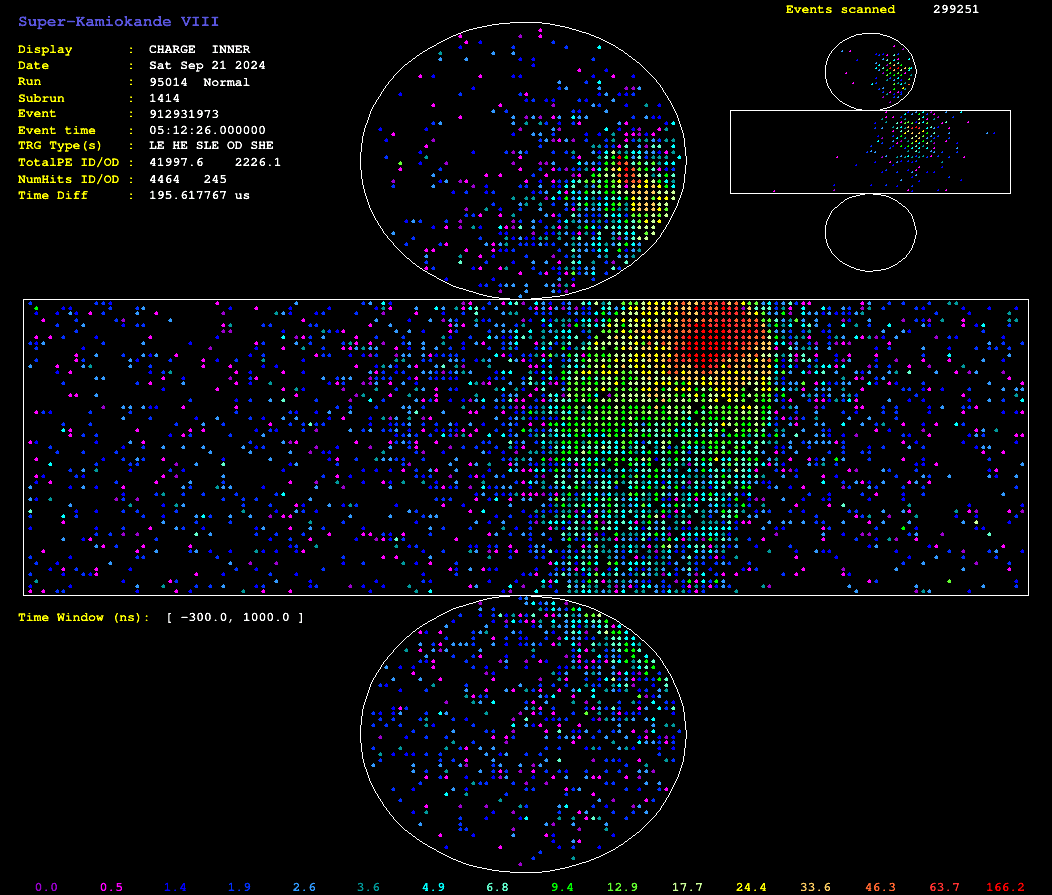 Super-Kamiokande VIII
Display : CHARGE INNER
Date : Sat Sep 21 2024
Run : 95014 Normal
Subrun : 1414
Event : 912931973
Event time : 05:12:26.000000
TRG Type(s) : LE HE SLE OD SHE
TotalPE ID/OD : 41997.6 2226.1
NumHits ID/OD : 4464 245
Time Diff : 195.617767 us
Events scanned 299251
Time Window (ns): [ -300.0, 1000.0 ]
0.0 0.5 1.4 1.9 2.6 3.6 4.9 6.8 9.4 12.9 17.7 24.4 33.6 46.3 63.7 166.2